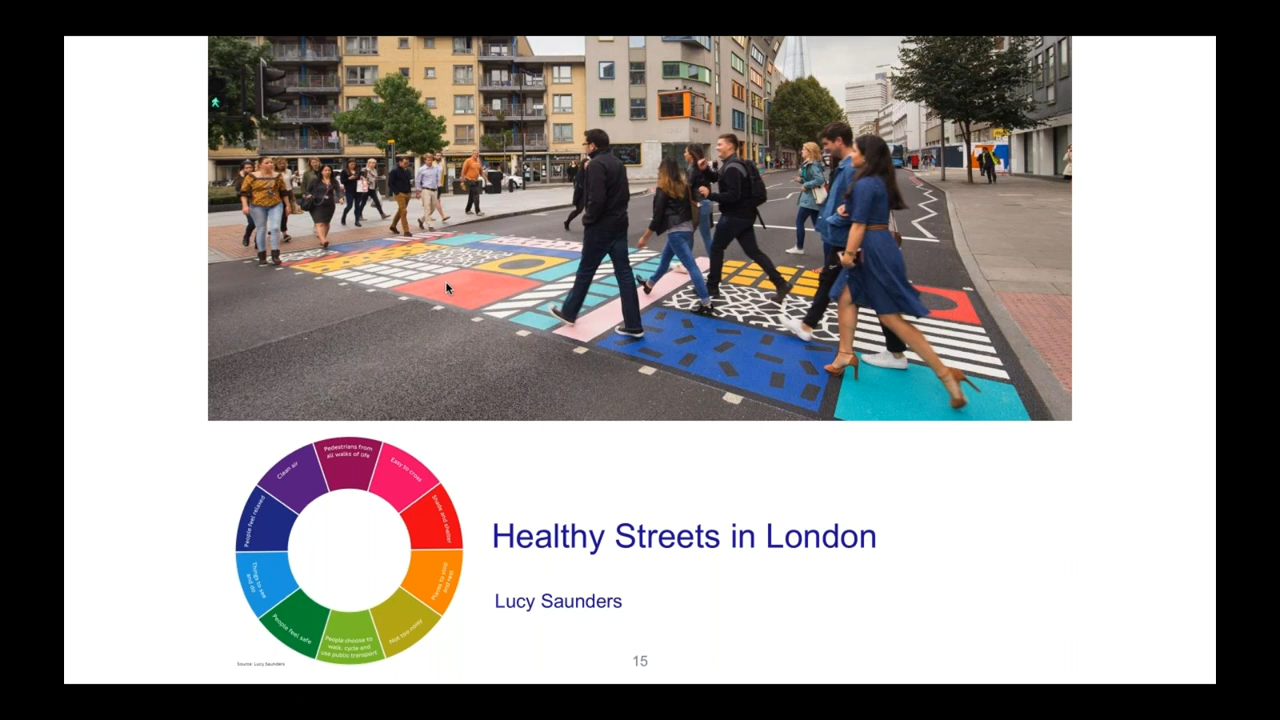 Pedestrians from
all walks of life
Easy to cross
Shade and shelter
Places to stop
and rest
Not too noisy
People choose to
walk, cycle and
use public transport
People feel safe
Things to see
and do
People feel relaxed
Clean air
Healthy Streets in London
Lucy Saunders
Source: Lucy Saunders
15